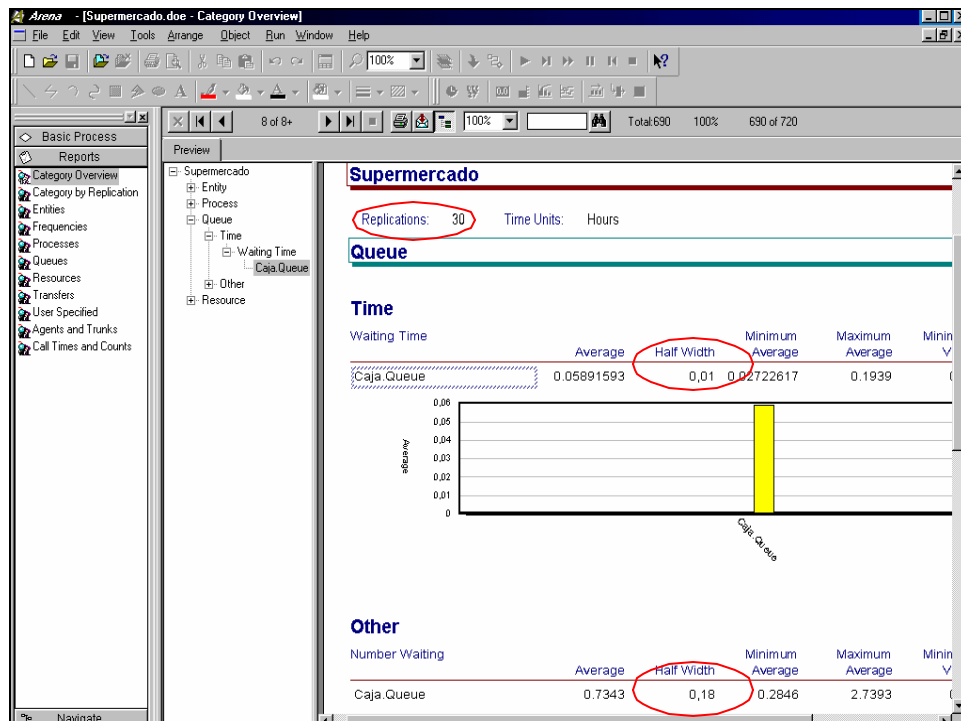 Arena - [Supermercado.doe - Category Overview]
File Edit View Tools Arrange Object Run Window Help
100%
8 of 8+ 100% Total:690 100% 690 of 720
Basic Process
Reports
Category Overview
Category by Replication
Entities
Frequencies
Processes
Queues
Resources
Transfers
User Specified
Agents and Trunks
Call Times and Counts
Navigate
Preview
Supermercado
Entity
Process
Queue
Time
Waiting Time
Caja.Queue
Other
Resource
Supermercado
Replications: 30 Time Units: Hours
Queue
Time
Waiting Time Minimum Maximum
Average Half Width Average Average
Caja.Queue 0.05891593 0,01 0.02722617 0.1939
0,06
0,05
0,04
0,03
0,02
0,01
0
Average
Caja.Queue
Other
Number Waiting Minimum Maximum
Average Half Width Average Average
Caja.Queue 0.7343 0,18 0.2846 2.7393